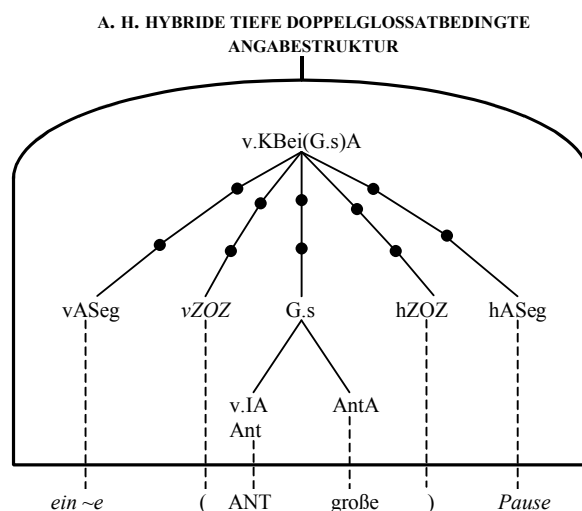 A. H. HYBRIDE TIEFE DOPPELGLOSSATBEDINGTE
ANGABESTRUKTUR
v.KBei(G.s)A
vASeg vZOZ G.s hZOZ hASeg
v.IA AntA
Ant
ein ~e ( ANT große ) Pause